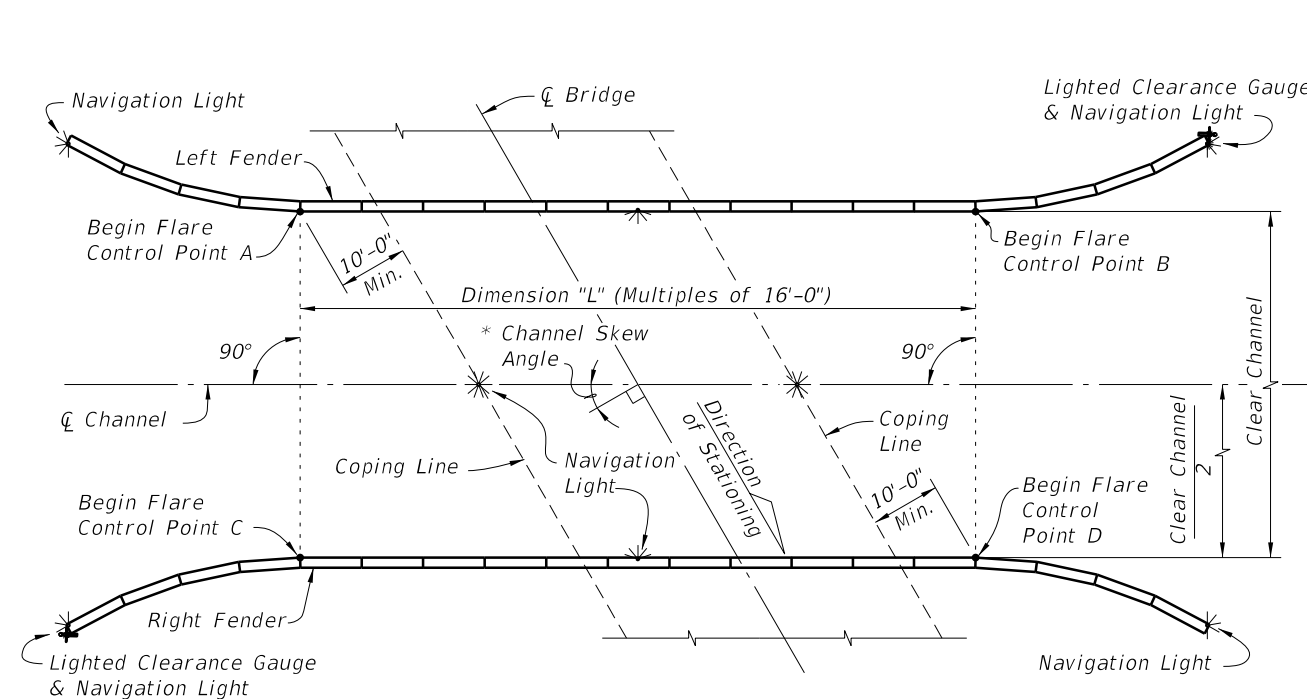 ℄ Bridge
Lighted Clearance Gauge
& Navigation Light
Navigation Light
Left Fender
Begin Flare
Control Point A
10'-0"
Min.
Begin Flare
Control Point B
Dimension "L" (Multiples of 16'-0")
* Channel Skew
Angle
90°
90°
Clear Channel
℄ Channel
Coping Line
Navigation
Light
Direction
of Stationing
Coping
Line
Clear Channel
2
10'-0"
Min.
Begin Flare
Control Point C
Begin Flare
Control
Point D
Right Fender
Lighted Clearance Gauge
& Navigation Light
Navigation Light